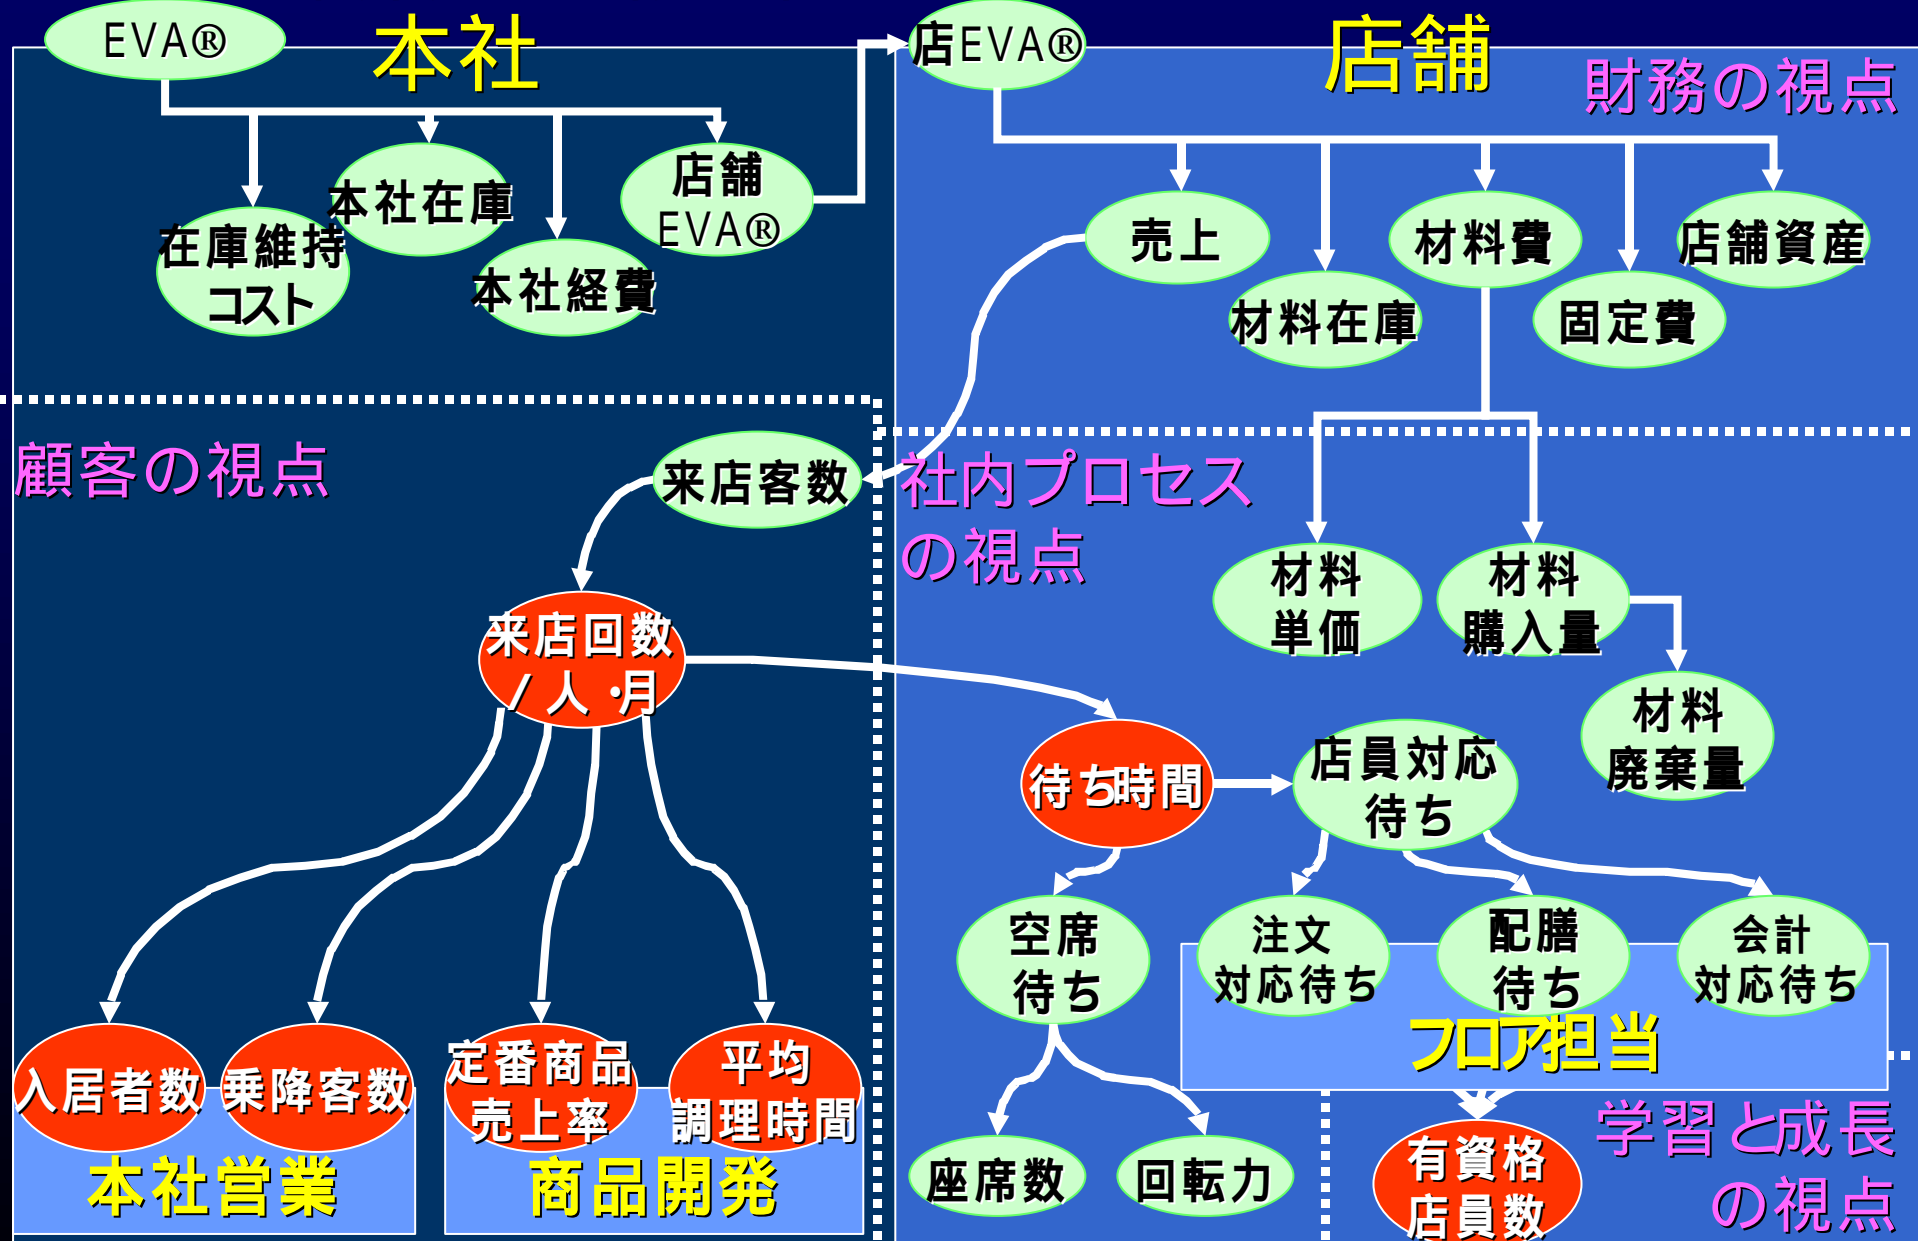 EVA®
本社
店EVA®
店舗
財務の視点
本社在庫
店舗
EVA®
在庫維持
コスト
本社経費
売上
材料費
店舗資産
材料在庫
固定費
顧客の視点
来店客数
社内プロセス
の視点
材料
単価
材料
購入量
来店回数
/人・月
材料
廃棄量
待ち時間
店員対応
待ち
空席
待ち
注文
対応待ち
配膳
待ち
会計
対応待ち
フロア担当
入居者数
乗降客数
定番商品
売上率
平均
調理時間
本社営業
商品開発
座席数
回転力
有資格
店員数
学習と成長
の視点